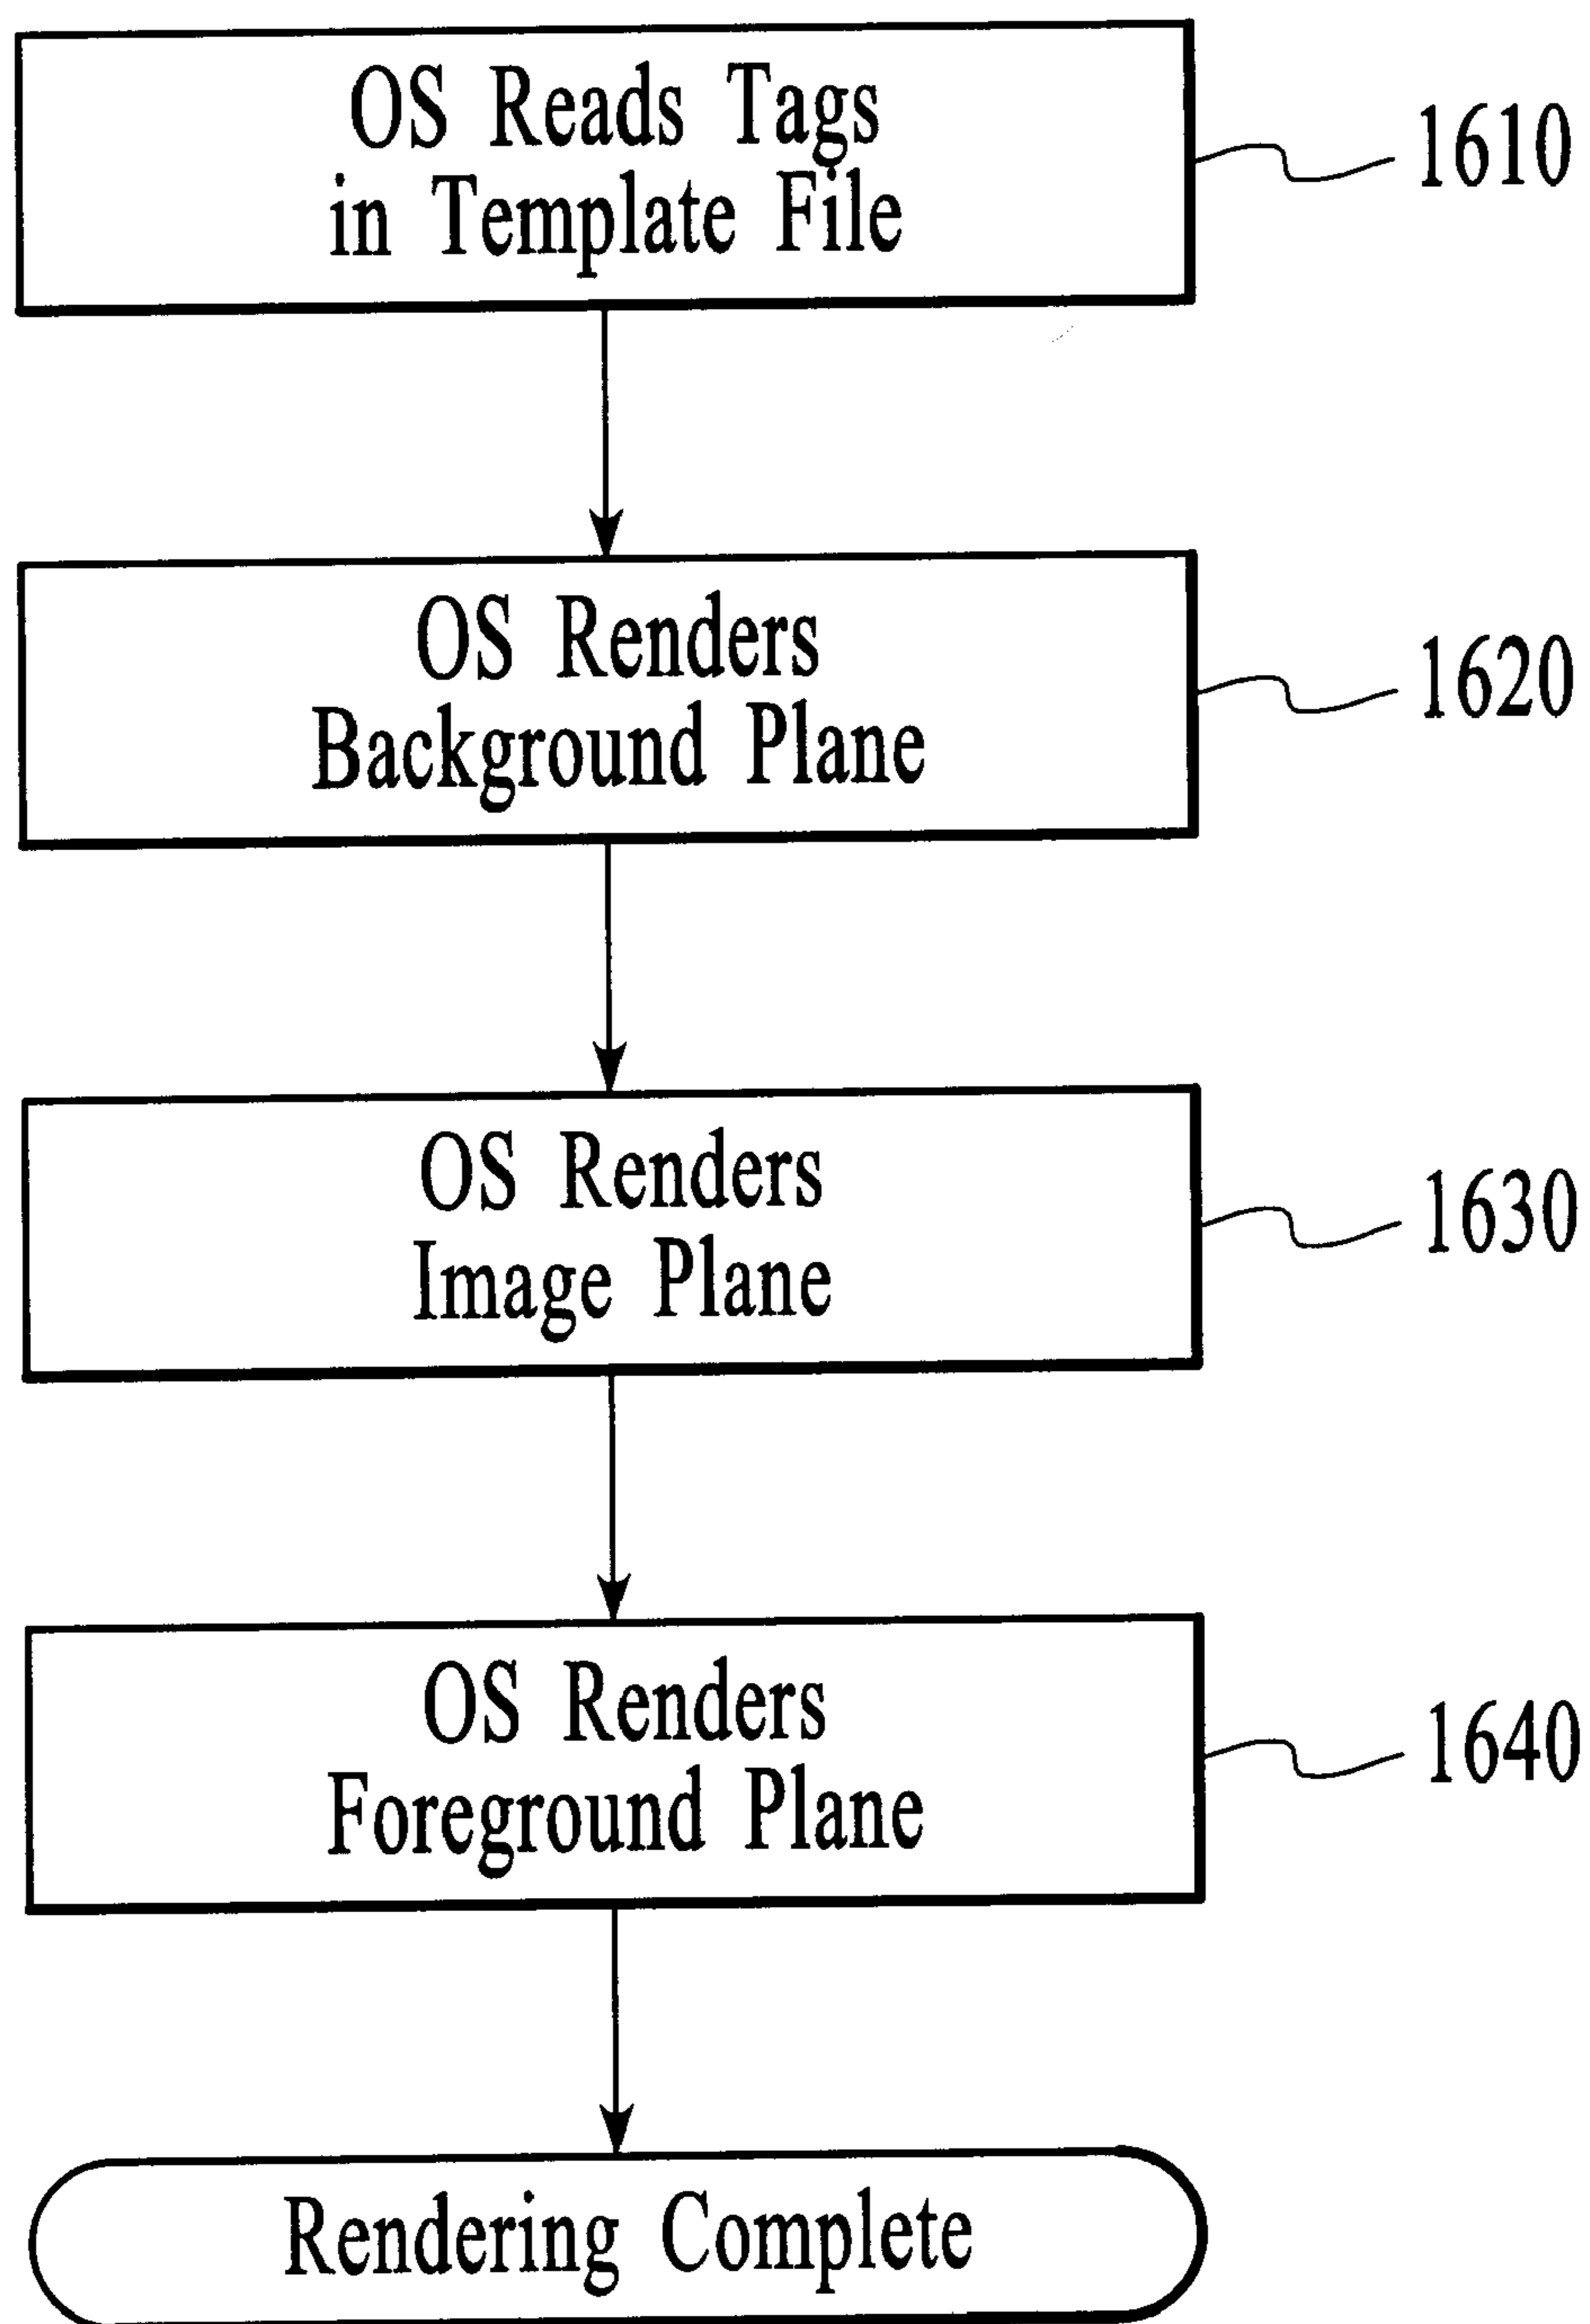 OS Reads Tags
in Template File
1610
OS Renders
Background Plane
1620
OS Renders
Image Plane
1630
OS Renders
Foreground Plane
1640
Rendering Complete